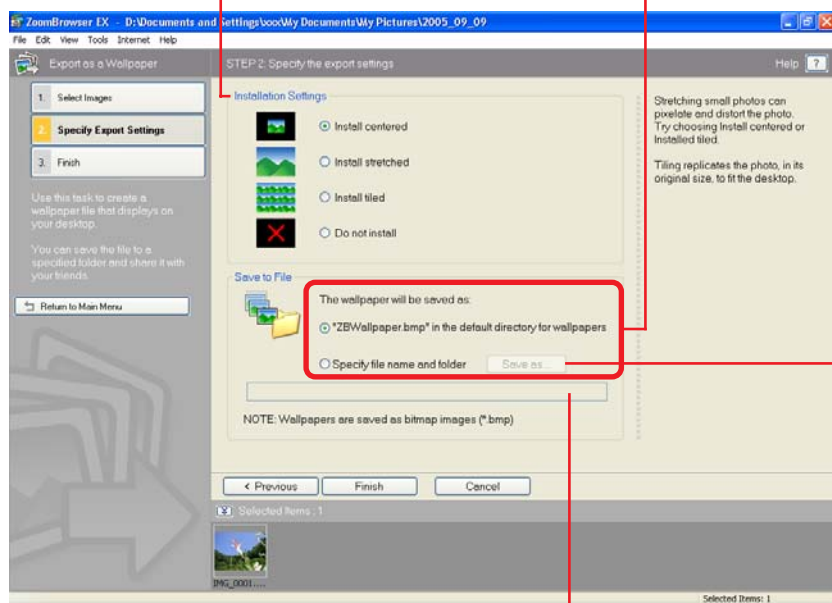 ZoomBrowser EX - D:\Documents and Settings\xxx\My Documents\My Pictures\2005_09_09
File Edit View Tools Internet Help
Export as a Wallpaper
STEP 2: Specify the export settings
Help ?
1. Select Images
2. Specify Export Settings
3. Finish
Use this task to create a
wallpaper file that displays on
your desktop.
You can save the file to a
specified folder and share it with
your friends.
Return to Main Menu
Installation Settings
Install centered
Install stretched
Install tiled
Do not install
Save to File
The wallpaper will be saved as:
"ZBWallpaper.bmp" in the default directory for wallpapers
Specify file name and folder
Save as...
NOTE: Wallpapers are saved as bitmap images (*.bmp)
Stretching small photos can
pixelate and distort the photo.
Try choosing Install centered or
Installed tiled.
Tiling replicates the photo, in its
original size, to fit the desktop.
< Previous
Finish
Cancel
Selected Items : 1
IMG_0001....
Selected Items: 1